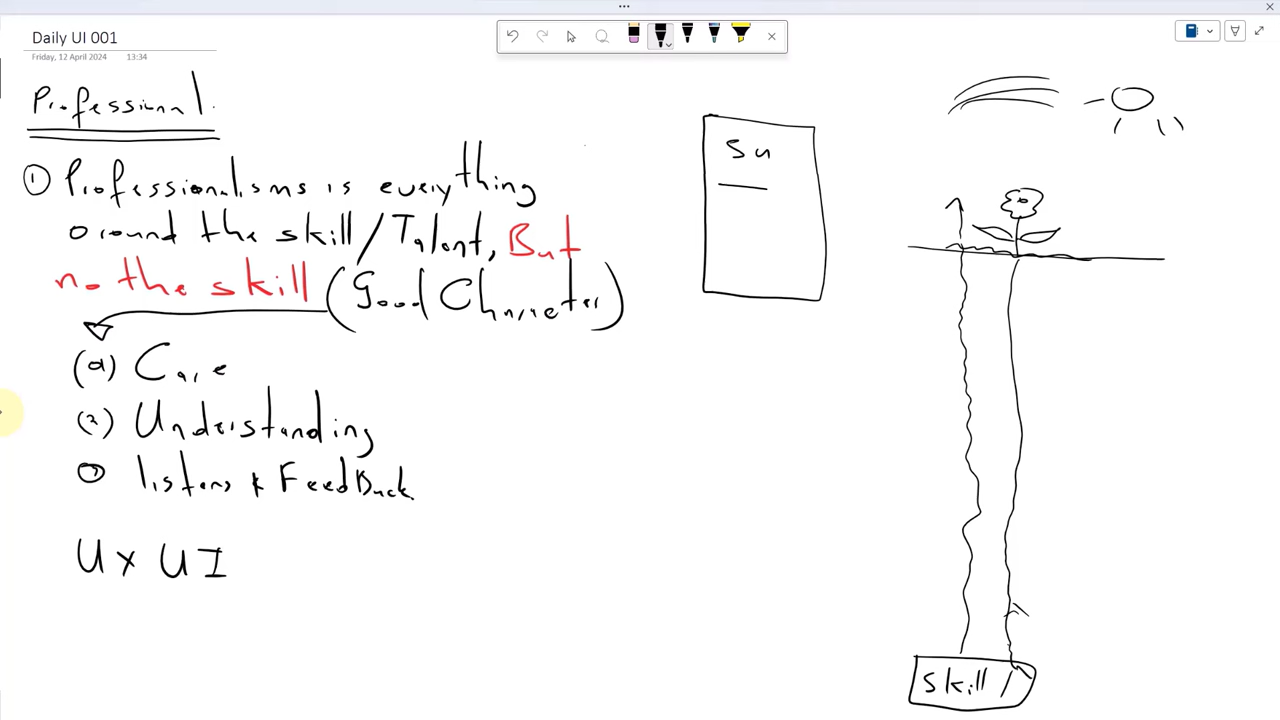 Daily UI 001
Friday, 12 April 2024 13:34
Professional.
① Professionalisms is everything
around the skill/Talent, But
no the skill (Good Character)
(a) Care
(2) Understanding
listens & FeedBack
UX UI
Su
Skill